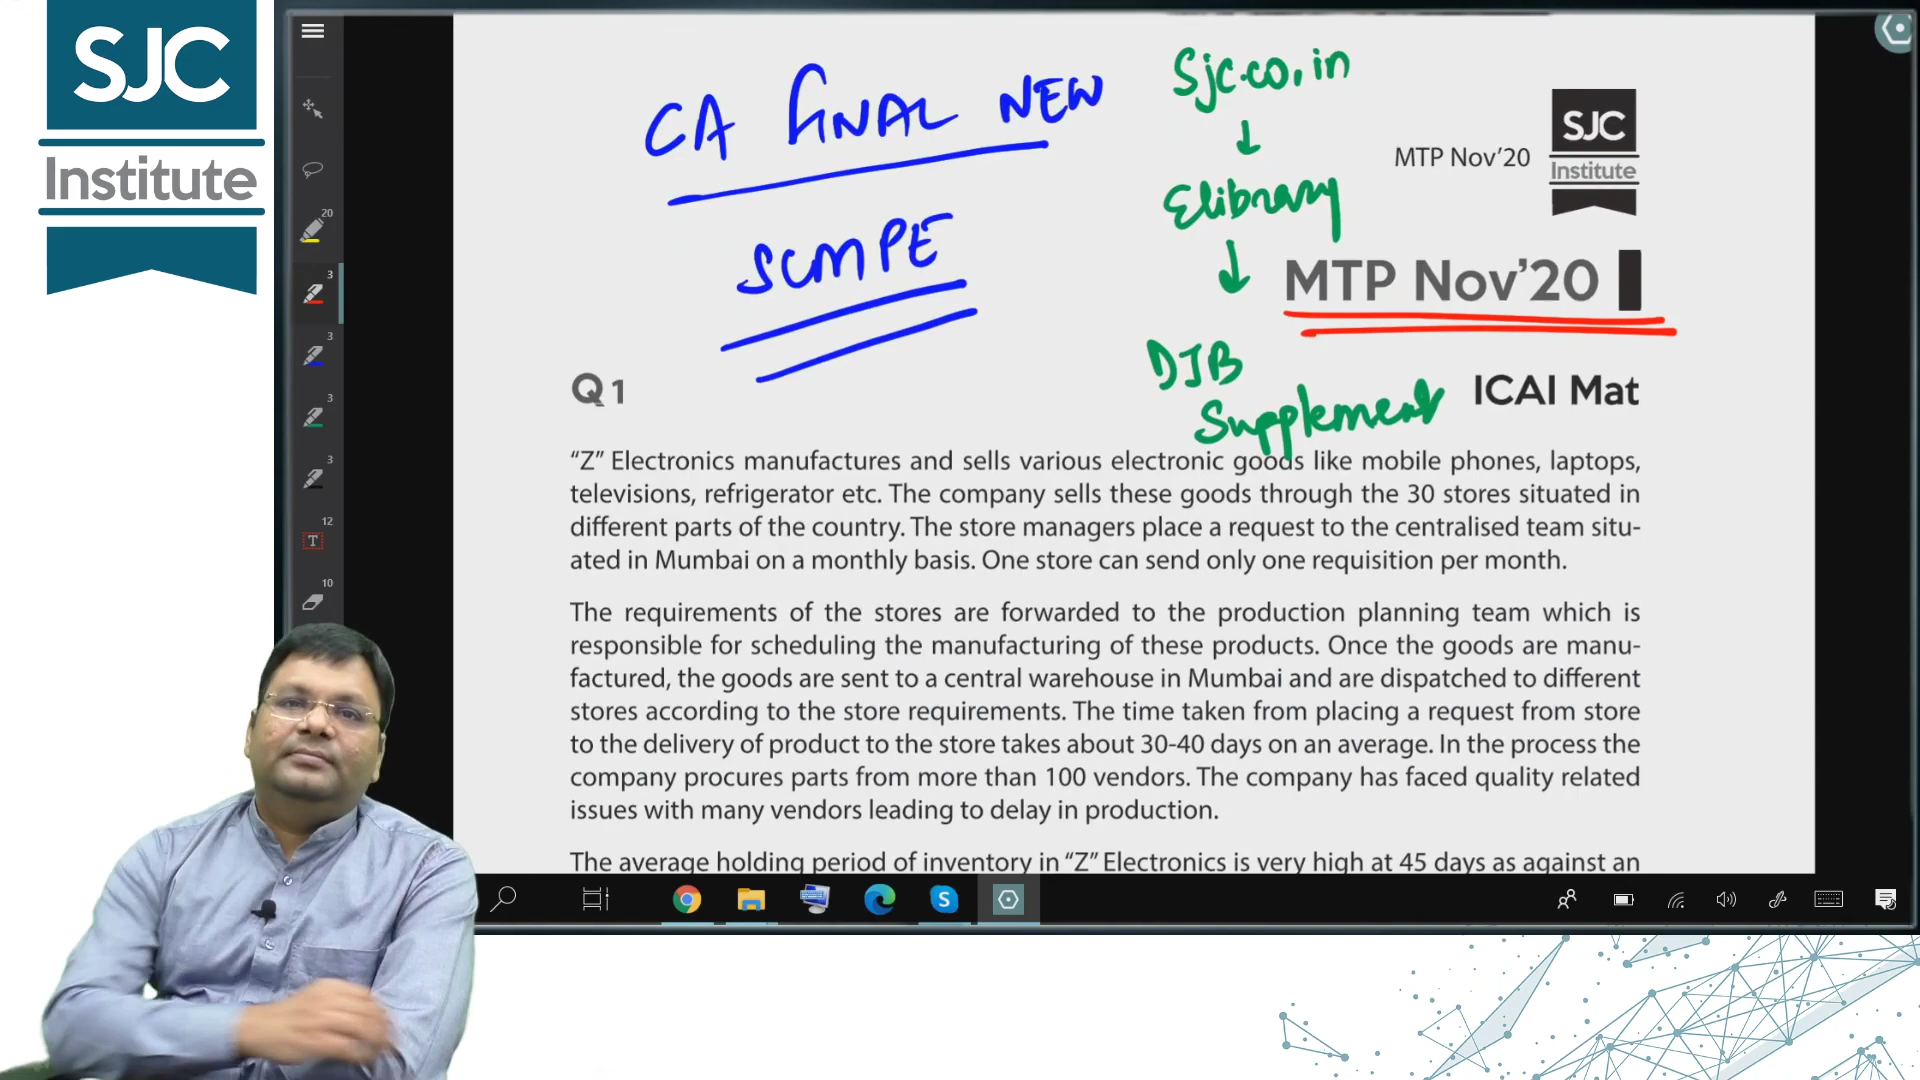 SJC
Institute
CA FINAL NEW
SCMPE
Sjc.co.in
Elibrary
DJB
Supplement
MTP Nov'20
SJC
Institute
MTP Nov'20
Q 1
ICAI Mat
“Z” Electronics manufactures and sells various electronic goods like mobile phones, laptops,
televisions, refrigerator etc. The company sells these goods through the 30 stores situated in
different parts of the country. The store managers place a request to the centralised team situ-
ated in Mumbai on a monthly basis. One store can send only one requisition per month.
The requirements of the stores are forwarded to the production planning team which is
responsible for scheduling the manufacturing of these products. Once the goods are manu-
factured, the goods are sent to a central warehouse in Mumbai and are dispatched to different
stores according to the store requirements. The time taken from placing a request from store
to the delivery of product to the store takes about 30-40 days on an average. In the process the
company procures parts from more than 100 vendors. The company has faced quality related
issues with many vendors leading to delay in production.
The average holding period of inventory in “Z” Electronics is very high at 45 days as against an
20
3
3
3
3
12
T
10
S